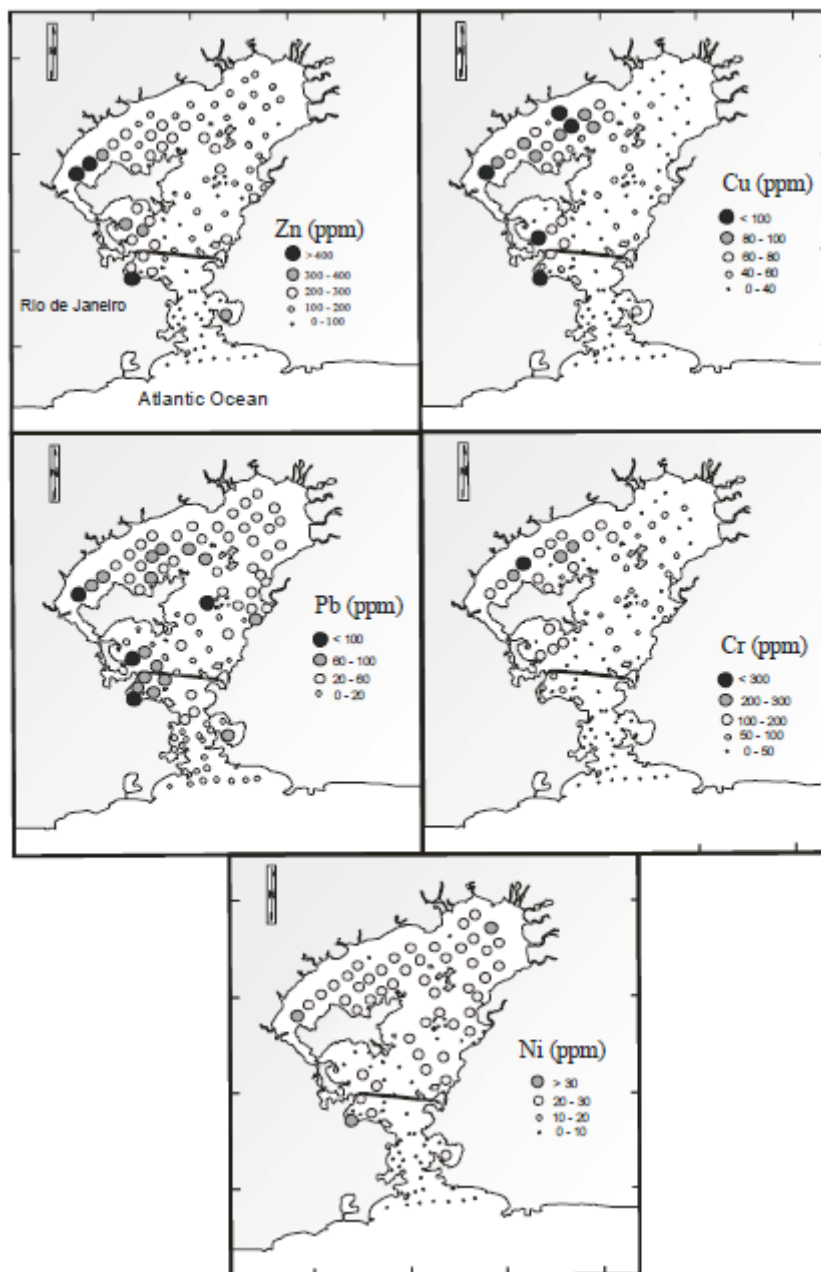 Zn (ppm)
> 400
300 - 400
200 - 300
100 - 200
0 - 100
Rio de Janeiro
Atlantic Ocean
Cu (ppm)
< 100
80 - 100
60 - 80
40 - 60
0 - 40
Pb (ppm)
< 100
60 - 100
20 - 60
0 - 20
Cr (ppm)
< 300
200 - 300
100 - 200
50 - 100
0 - 50
Ni (ppm)
> 30
20 - 30
10 - 20
0 - 10